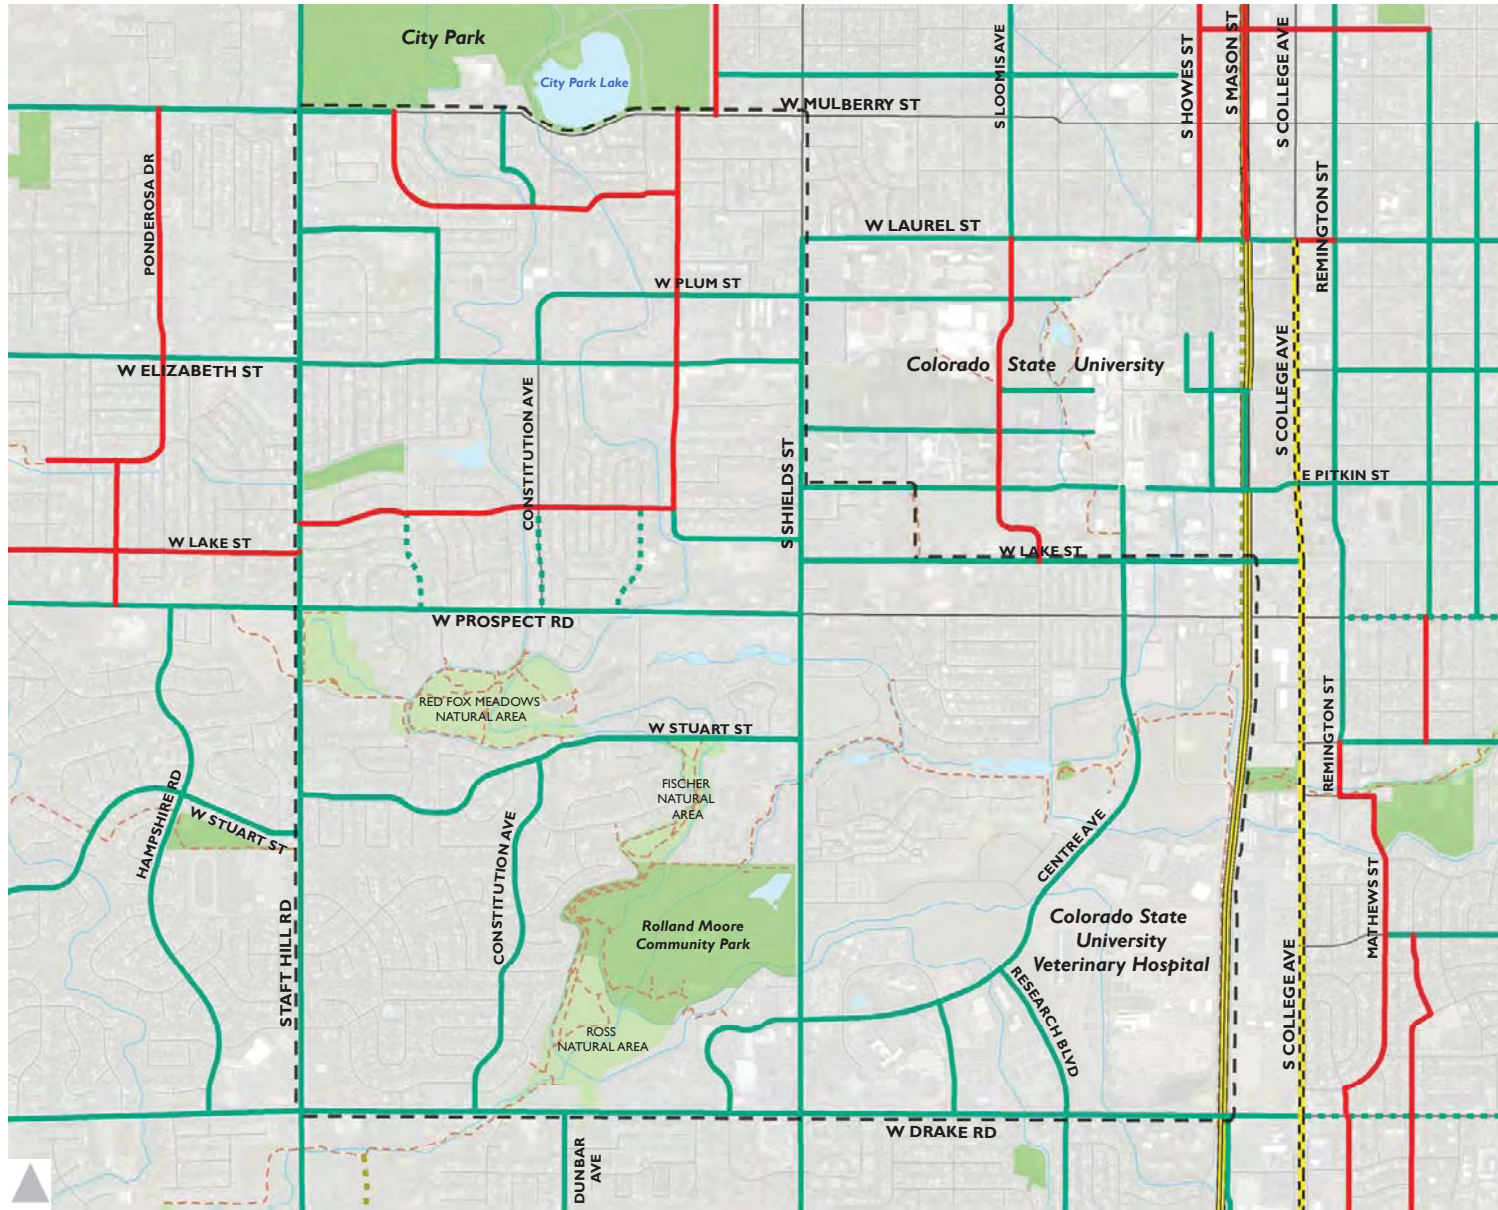 City Park
City Park Lake
W MULBERRY ST
S LOOMIS AVE
S HOWES ST
S MASON ST
S COLLEGE AVE
PONDEROSA DR
REMINGTON ST
W LAUREL ST
W PLUM ST
W ELIZABETH ST
Colorado State University
CONSTITUTION AVE
S COLLEGE AVE
S SHIELDS ST
E PITKIN ST
W LAKE ST
W LAKE ST
W PROSPECT RD
RED FOX MEADOWS
NATURAL AREA
W STUART ST
REMINGTON ST
FISCHER
NATURAL
AREA
HAMPSHIRE RD
W STUART ST
CONSTITUTION AVE
CENTRE AVE
MATHEWS ST
STAFT HILL RD
Rolland Moore
Community Park
Colorado State
University
Veterinary Hospital
S COLLEGE AVE
RESEARCH BLVD
ROSS
NATURAL AREA
W DRAKE RD
DUNBAR
AVE